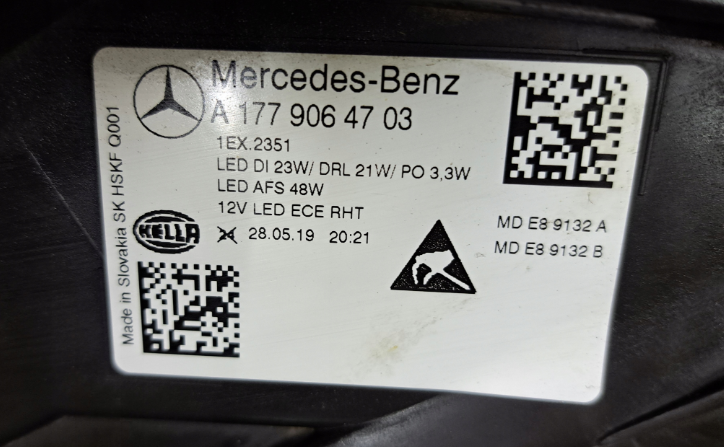 Mercedes-Benz
A 177 906 47 03
1EX.2351
LED DI 23W/ DRL 21W/ PO 3,3W
LED AFS 48W
12V LED ECE RHT
HELLA
28.05.19 20:21
MD E8 9132 A
MD E8 9132 B
Made in Slovakia SK HSKF Q001